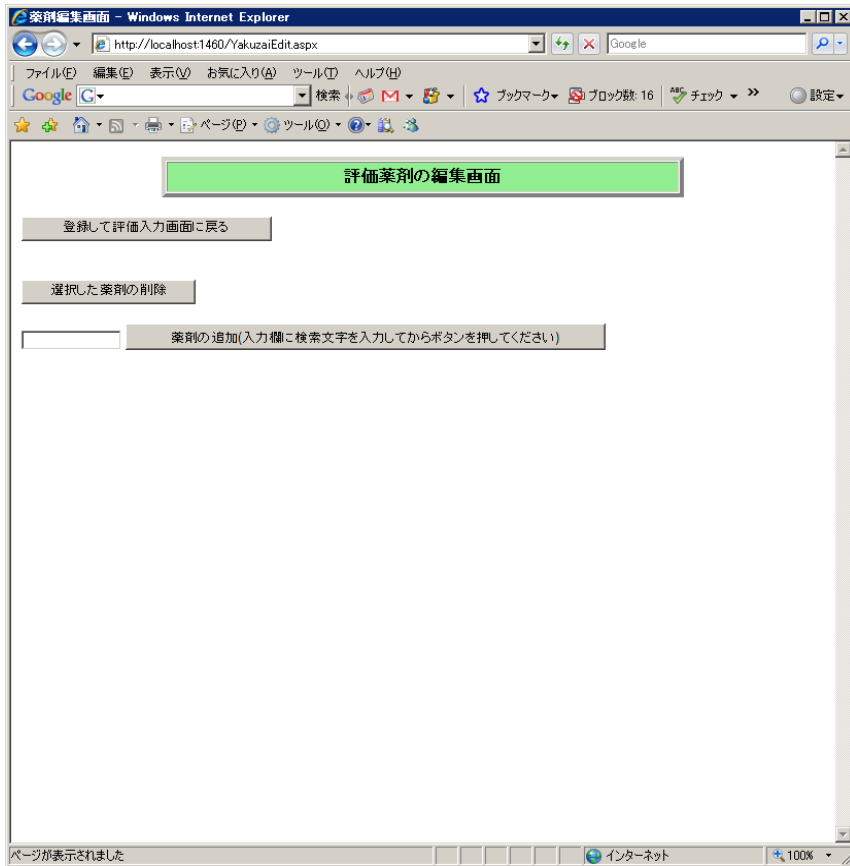 薬剤編集画面 - Windows Internet Explorer
http://localhost:1460/YakuzaiEdit.aspx
Google
ファイル(F) 編集(E) 表示(V) お気に入り(A) ツール(T) ヘルプ(H)
Google G 検索 ブックマーク ブロック数: 16 ABC チェック » 設定
ページ(P) ツール(O)
評価薬剤の編集画面
登録して評価入力画面に戻る
選択した薬剤の削除
薬剤の追加(入力欄に検索文字を入力してからボタンを押してください)
ページが表示されました インターネット 100%